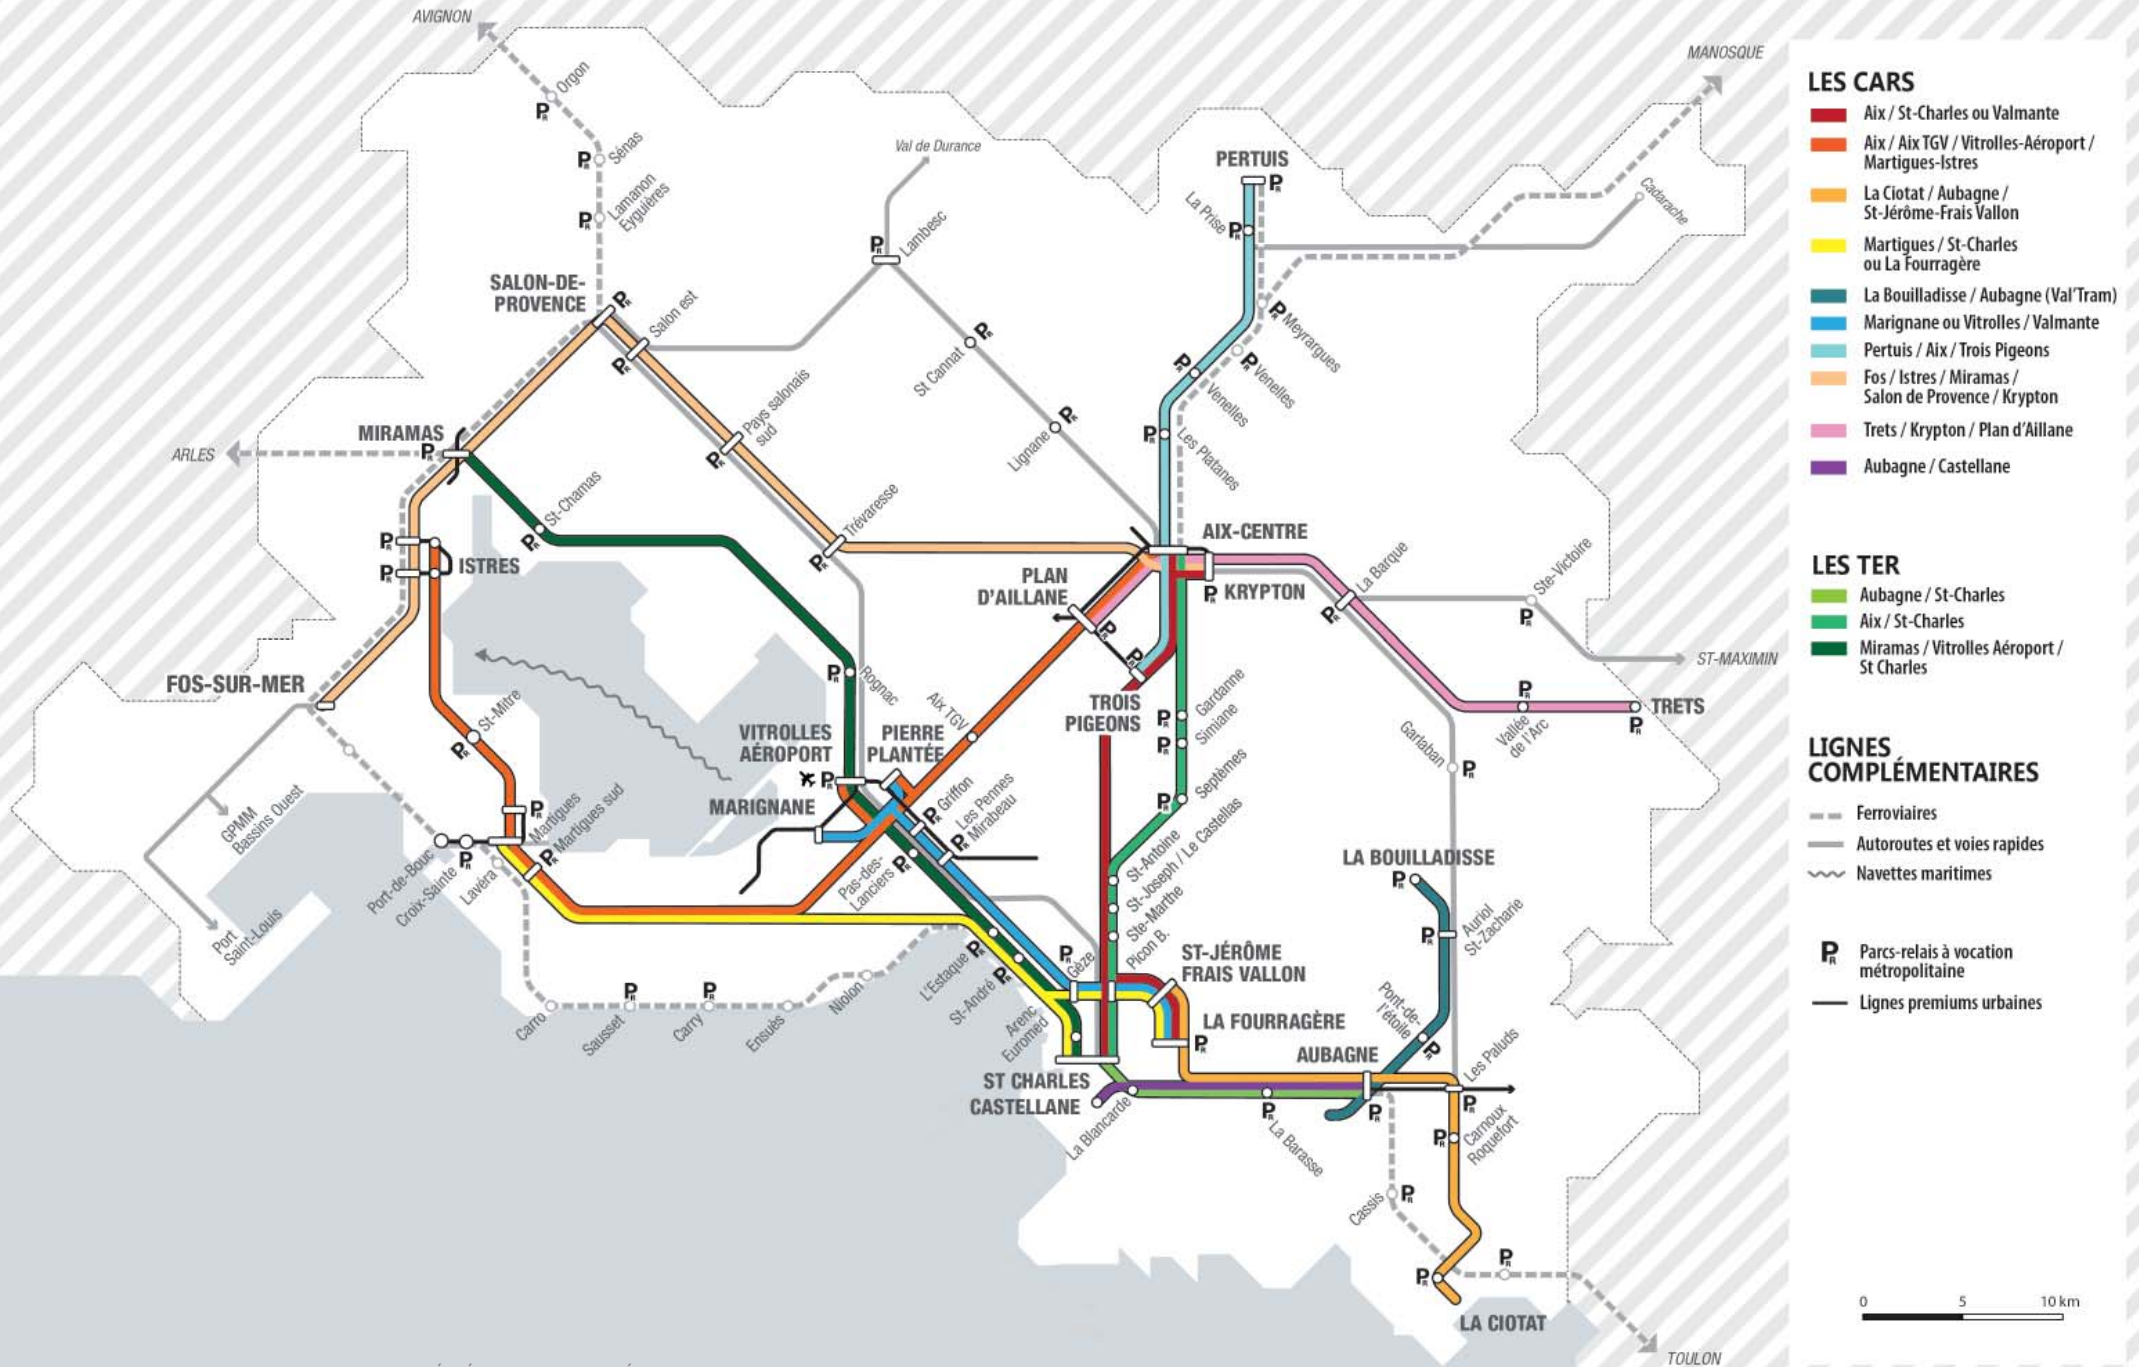 AVIGNON
Orgon
Sénas
Lamanon
Eyguières
Val de Durance
Lambesc
MANOSQUE
Cadarache
PERTUIS
La Prise
Meyrargues
Venelles
Venelles
Les Platanes
SALON-DE-
PROVENCE
Salon est
St Cannat
Lignane
Pays salonais
sud
Trévaresse
MIRAMAS
ARLES
St-Chamas
ISTRES
AIX-CENTRE
PLAN
D'AILLANE
KRYPTON
La Barque
Ste-Victoire
ST-MAXIMIN
TRETS
Vallée
de l'Arc
Garlaban
FOS-SUR-MER
St-Mitre
Rognac
Aix TGV
TROIS
PIGEONS
Gardanne
Simiane
Septèmes
VITROLLES
AÉROPORT
PIERRE
PLANTÉE
MARIGNANE
Griffon
Les Pennes
Mirabeau
GPMM
Bassins Ouest
Port
Saint-Louis
Port-de-Bouc
Croix-Sainte
Lavéra
Martigues
Martigues sud
Pas-des-
Lanciers
St-Antoine
St-Joseph / Le Castellas
Ste-Marthe
Picon B.
LA BOUILLADISSE
Auriol
St-Zacharie
ST-JÉRÔME
FRAIS VALLON
Gèze
L'Estaque
St-André
Arenc
Euromed
Pont-de-
l'étoile
LA FOURRAGÈRE
AUBAGNE
Les Paluds
Carro
Sausset
Carry
Ensuès
Niolon
ST CHARLES
CASTELLANE
La Blancarde
La Barasse
Carnoux
Roquefort
Cassis
LA CIOTAT
TOULON
LES CARS
Aix / St-Charles ou Valmante
Aix / Aix TGV / Vitrolles-Aéroport /
Martigues-Istres
La Ciotat / Aubagne /
St-Jérôme-Frais Vallon
Martigues / St-Charles
ou La Fourragère
La Bouilladisse / Aubagne (Val'Tram)
Marignane ou Vitrolles / Valmante
Pertuis / Aix / Trois Pigeons
Fos / Istres / Miramas /
Salon de Provence / Krypton
Trets / Krypton / Plan d'Aillane
Aubagne / Castellane
LES TER
Aubagne / St-Charles
Aix / St-Charles
Miramas / Vitrolles Aéroport /
St Charles
LIGNES
COMPLÉMENTAIRES
Ferroviaires
Autoroutes et voies rapides
Navettes maritimes
PR Parcs-relais à vocation
métropolitaine
Lignes premiums urbaines
0 5 10 km